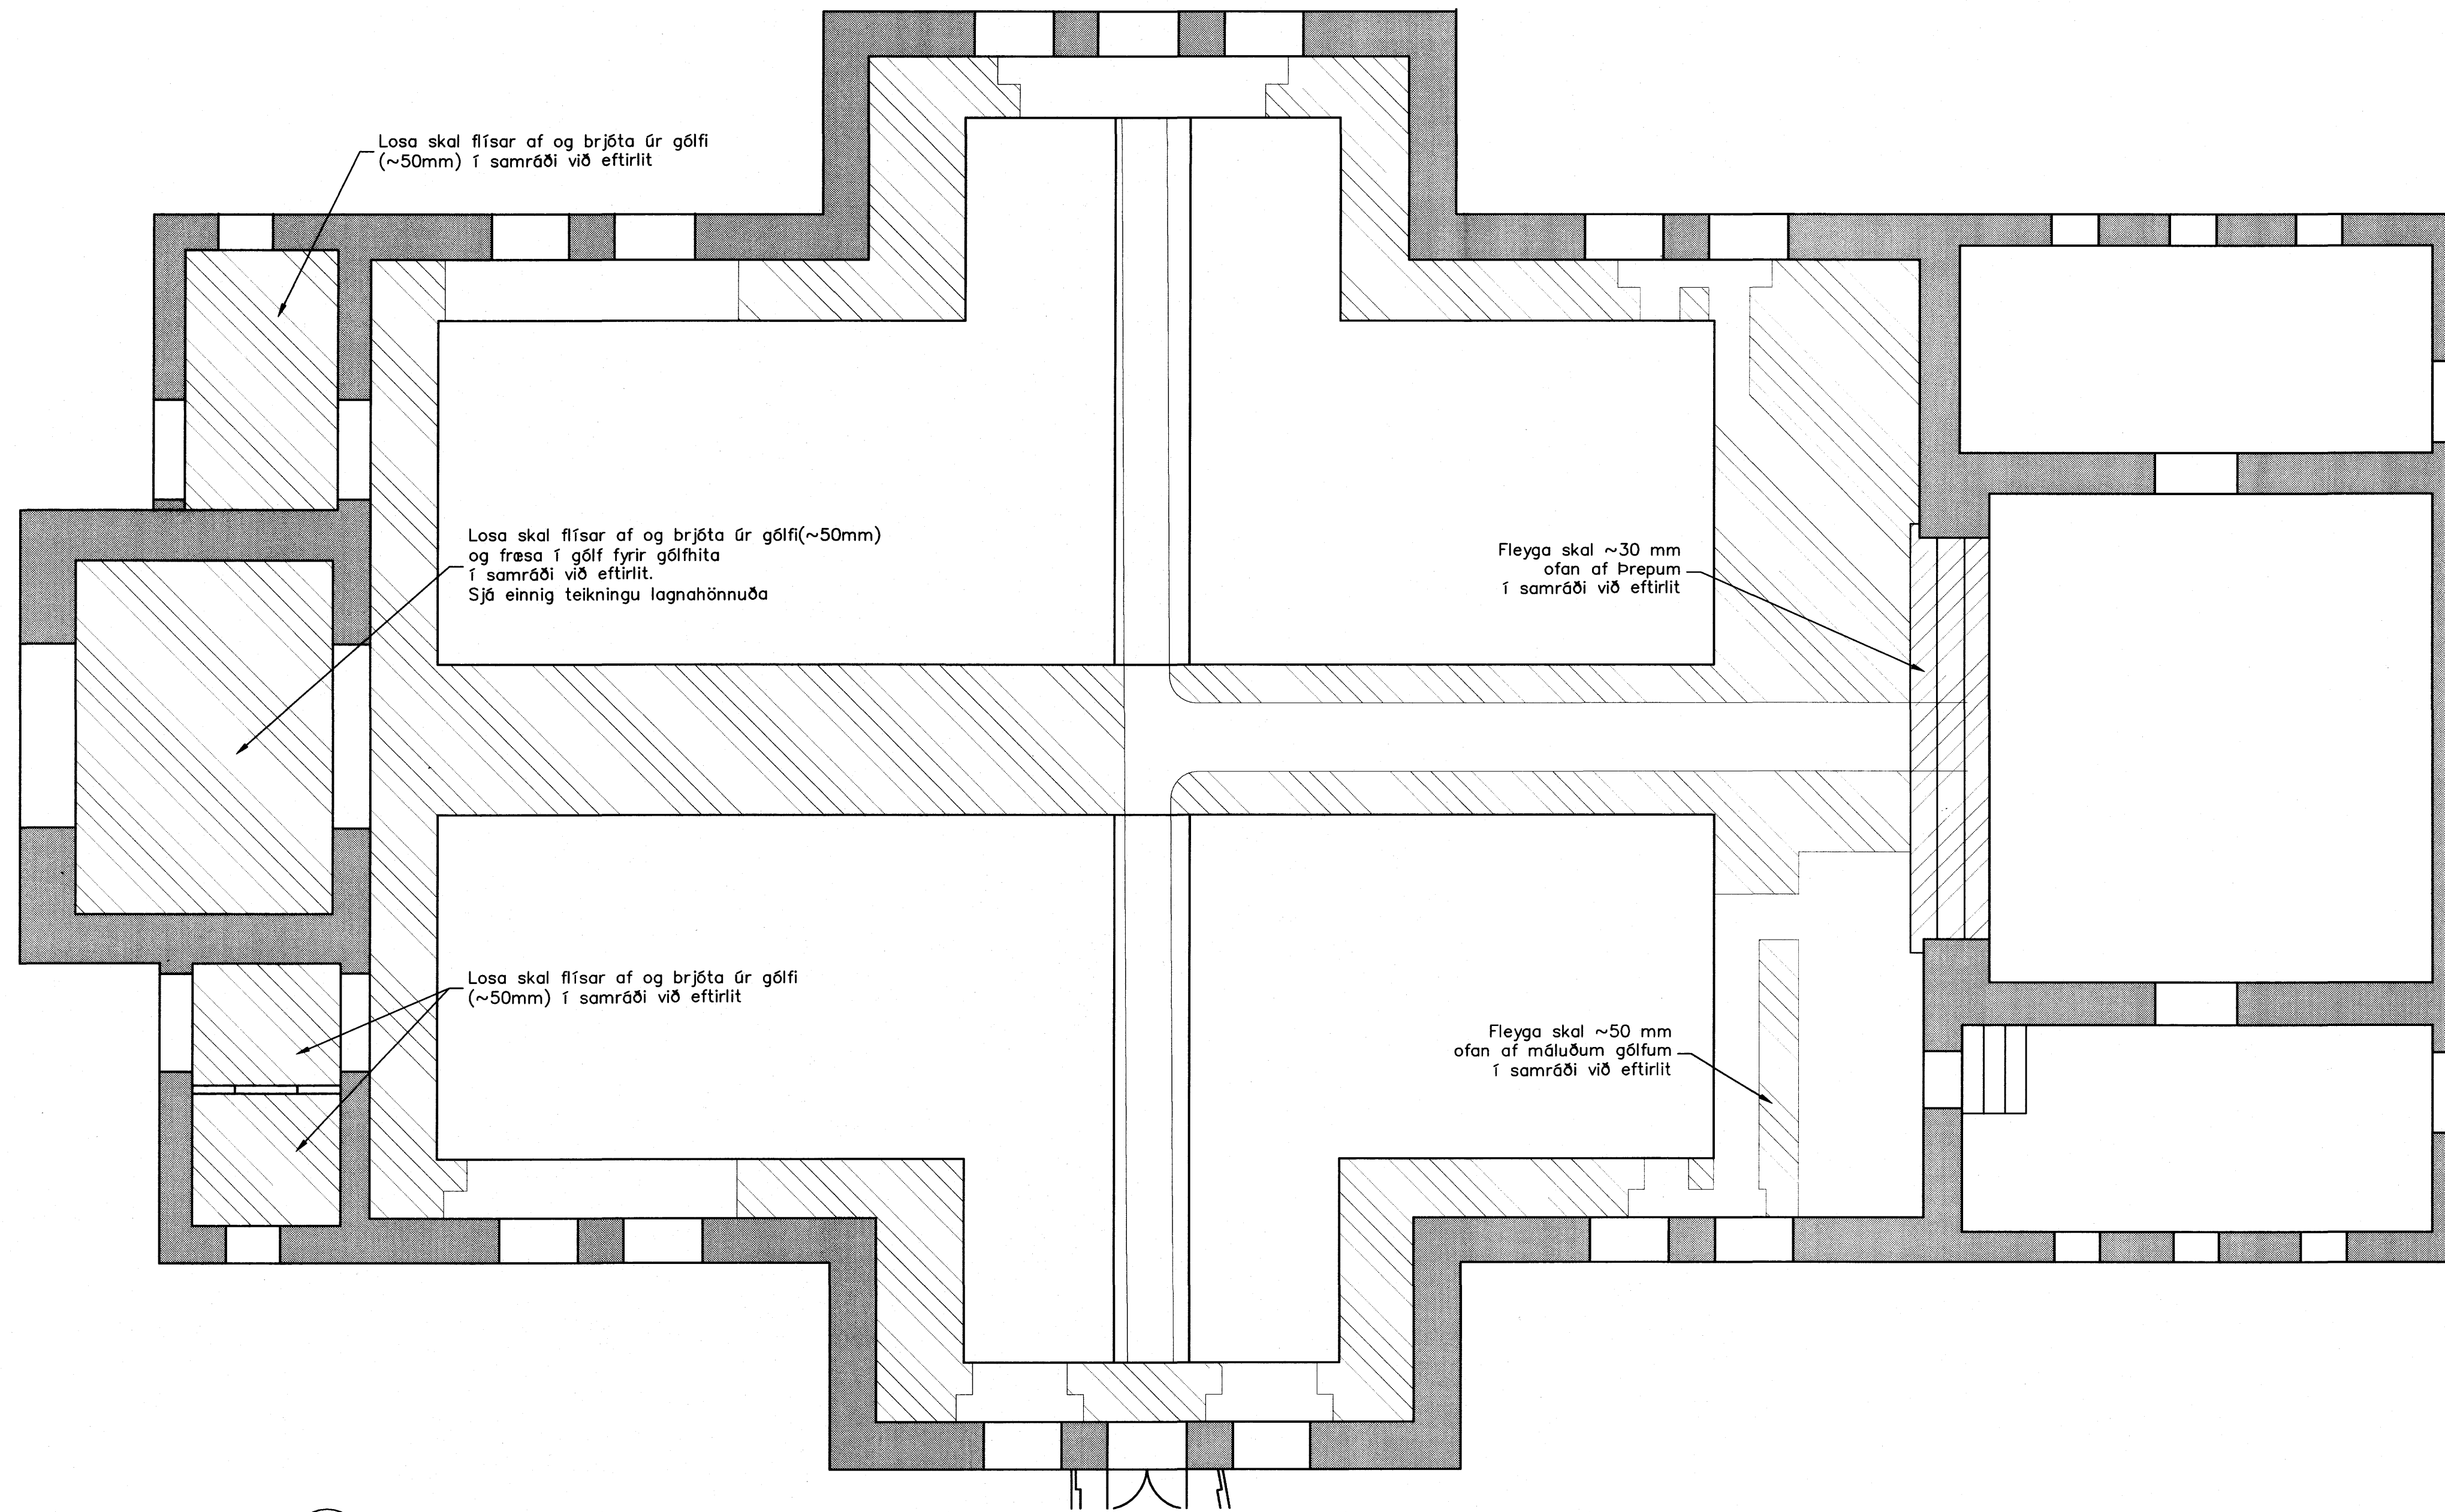 Losa skal flísar af og brjóta úr gólfi
(~50mm) í samráði við eftirlit
Losa skal flísar af og brjóta úr gólfi(~50mm)
og fræsa í gólf fyrir gólfhita
í samráði við eftirlit.
Sjá einnig teikningu lagnahönnuða
Fleyga skal ~30 mm
ofan af Þrepum
í samráði við eftirlit
Losa skal flísar af og brjóta úr gólfi
(~50mm) í samráði við eftirlit
Fleyga skal ~50 mm
ofan af máluðum gólfum
í samráði við eftirlit